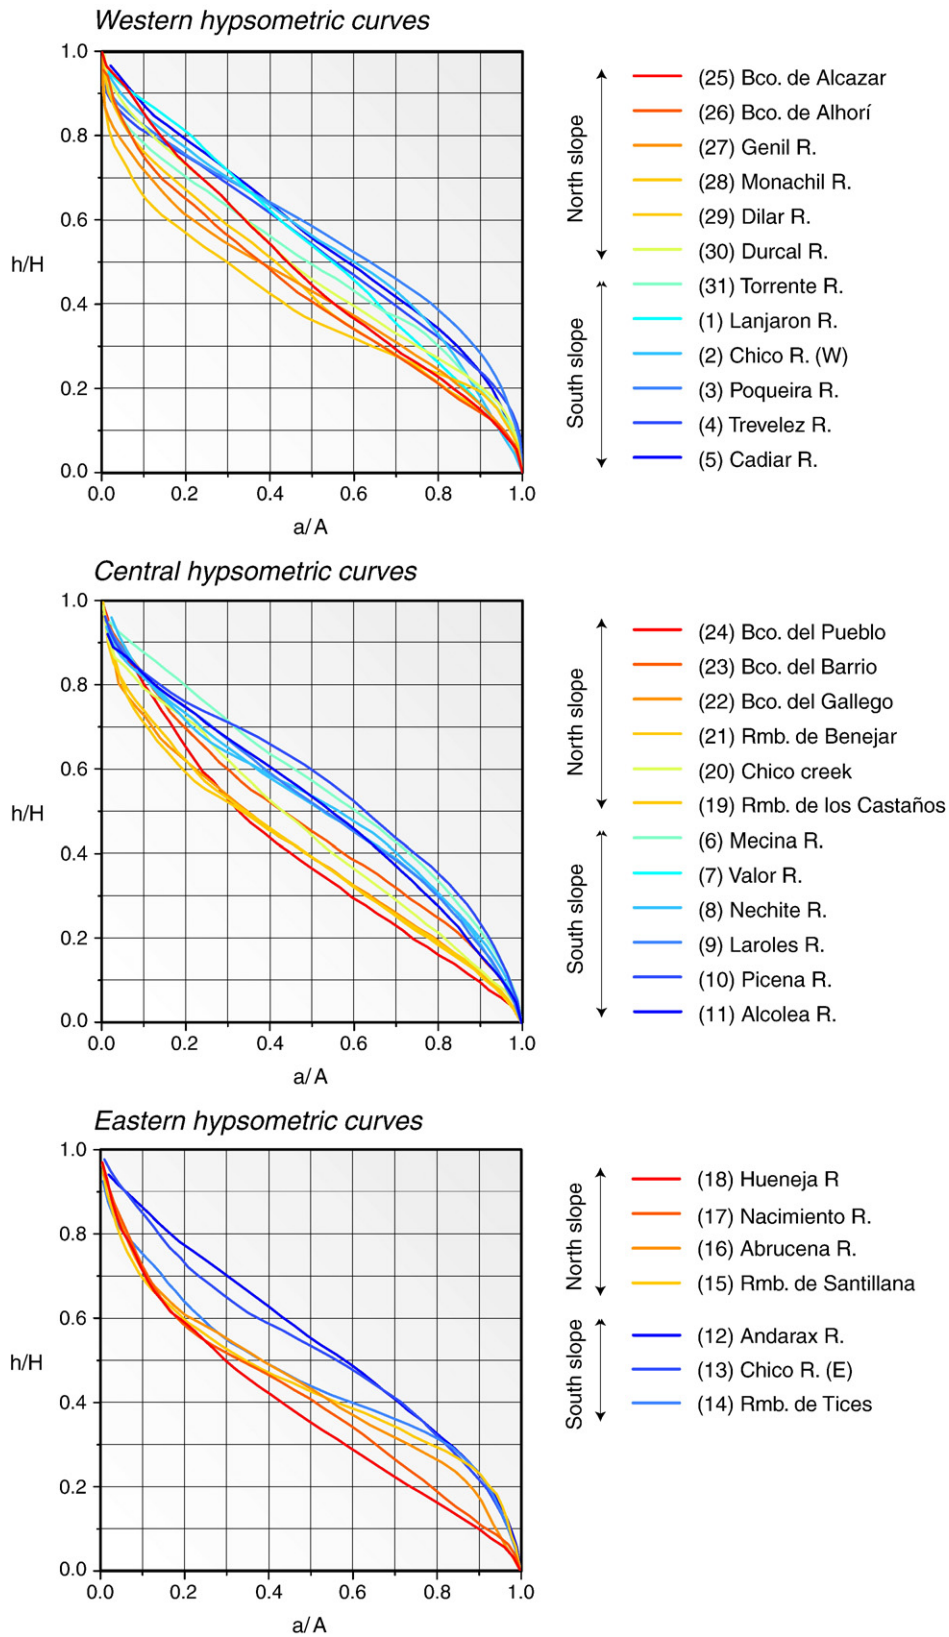 Western hypsometric curves
1.0
0.8
0.6
h/H
0.4
0.2
0.0
0.0 0.2 0.4 0.6 0.8 1.0
a/A
North slope
South slope
(25) Bco. de Alcazar
(26) Bco. de Alhorí
(27) Genil R.
(28) Monachil R.
(29) Dilar R.
(30) Durcal R.
(31) Torrente R.
(1) Lanjaron R.
(2) Chico R. (W)
(3) Poqueira R.
(4) Trevelez R.
(5) Cadiar R.
Central hypsometric curves
1.0
0.8
0.6
h/H
0.4
0.2
0.0
0.0 0.2 0.4 0.6 0.8 1.0
a/A
North slope
South slope
(24) Bco. del Pueblo
(23) Bco. del Barrio
(22) Bco. del Gallego
(21) Rmb. de Benejar
(20) Chico creek
(19) Rmb. de los Castaños
(6) Mecina R.
(7) Valor R.
(8) Nechite R.
(9) Laroles R.
(10) Picena R.
(11) Alcolea R.
Eastern hypsometric curves
1.0
0.8
0.6
h/H
0.4
0.2
0.0
0.0 0.2 0.4 0.6 0.8 1.0
a/A
North slope
South slope
(18) Hueneja R
(17) Nacimiento R.
(16) Abrucena R.
(15) Rmb. de Santillana
(12) Andarax R.
(13) Chico R. (E)
(14) Rmb. de Tices